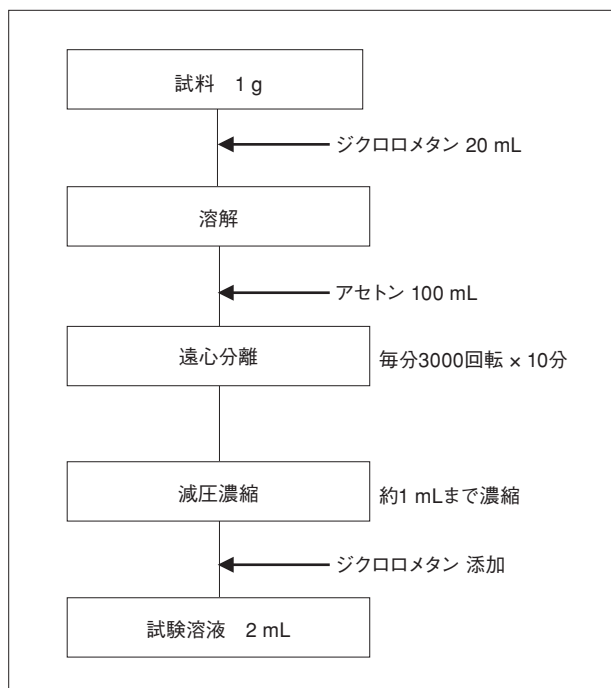 試料　1 g
ジクロロメタン 20 mL
溶解
アセトン 100 mL
遠心分離
毎分3000回転 × 10分
減圧濃縮
約1 mLまで濃縮
ジクロロメタン 添加
試験溶液　2 mL